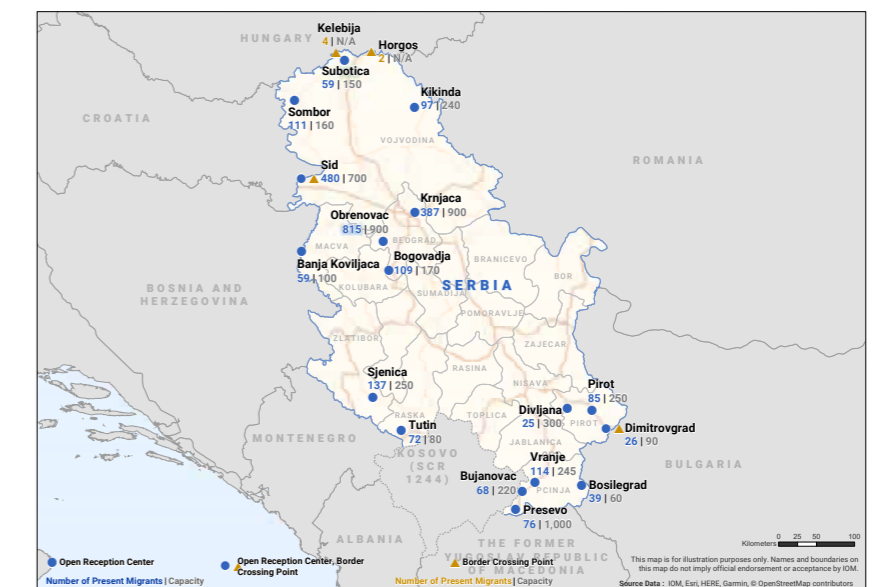 Kelebija
HUNGARY
4 | N/A
Horgos
2 | N/A
Subotica
59 | 150
Kikinda
97 | 240
Sombor
111 | 160
CROATIA
VOJVODINA
ROMANIA
Sid
480 | 700
Krnjaca
387 | 900
Obrenovac
815 | 900
BEOGRAD
MACVA
Bogovadja
109 | 170
Banja Koviljaca
59 | 100
BRANICEVO
BOR
KOLUBARA
SUMADIJA
SERBIA
BOSNIA AND
HERZEGOVINA
POMORAVLJE
ZLATIBOR
ZAJECAR
RASINA
Sjenica
137 | 250
NISAVA
Pirot
85 | 250
RASKA
TOPLICA
Divljana
25 | 300
PIROT
Tutin
72 | 80
Dimitrovgrad
26 | 90
MONTENEGRO
JABLANICA
KOSOVO
(SCR
1244)
Vranje
114 | 245
BULGARIA
Bujanovac
68 | 220
PCINJA
Bosilegrad
39 | 60
Presevo
76 | 1,000
ALBANIA
THE FORMER
YUGOSLAV REPUBLIC
OF MACEDONIA
Kilometers
0 25 50 100
Open Reception Center
Open Reception Center, Border
Crossing Point
Border Crossing Point
Number of Present Migrants | Capacity
Number of Present Migrants | Capacity
This map is for illustration purposes only. Names and boundaries on
this map do not imply official endorsement or acceptance by IOM.
Source Data : IOM, Esri, HERE, Garmin, © OpenStreetMap contributors